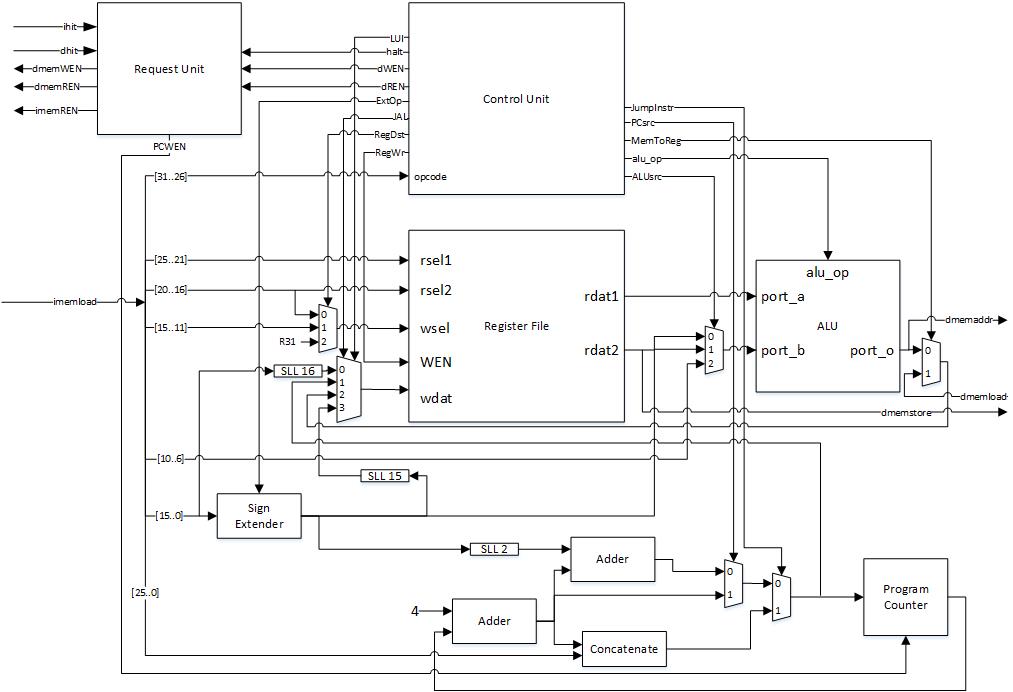 ihit
dhit
dmemWEN
dmemREN
imemREN
Request Unit
PCWEN
LUI
halt
dWEN
dREN
ExtOp
JAL
RegDst
RegWr
opcode
Control Unit
JumpInstr
PCsrc
MemToReg
alu_op
ALUsrc
[31..26]
[25..21]
[20..16]
imemload
[15..11]
R31
0
1
2
rsel1
rsel2
wsel
WEN
wdat
Register File
rdat1
rdat2
SLL 16
0
1
2
3
0
1
2
alu_op
port_a
ALU
port_b
port_o
0
1
dmemaddr
dmemload
dmemstore
[10..6]
SLL 15
[15..0]
Sign
Extender
SLL 2
Adder
[25..0]
4
Adder
Concatenate
0
1
0
1
Program
Counter